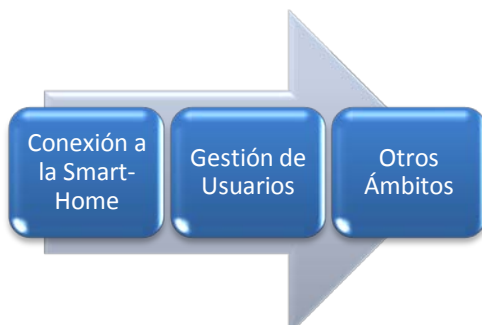 Conexión a
la Smart-
Home
Gestión de
Usuarios
Otros
Ámbitos